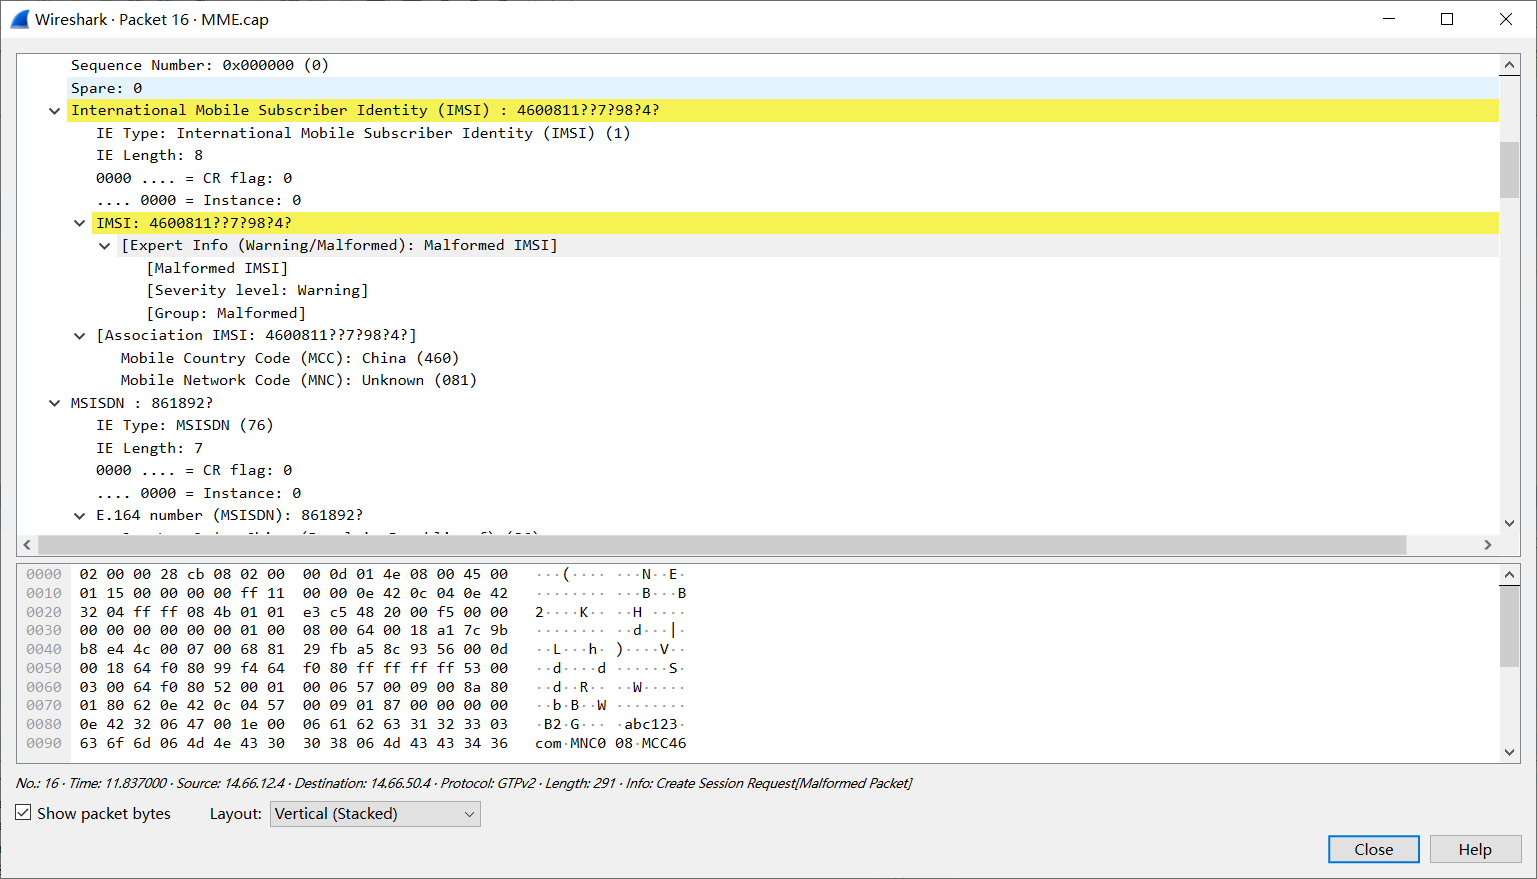 Wireshark · Packet 16 · MME.cap
Sequence Number: 0x000000 (0)
Spare: 0
International Mobile Subscriber Identity (IMSI) : 4600811??7?98?4?
IE Type: International Mobile Subscriber Identity (IMSI) (1)
IE Length: 8
0000 .... = CR flag: 0
.... 0000 = Instance: 0
IMSI: 4600811??7?98?4?
[Expert Info (Warning/Malformed): Malformed IMSI]
[Malformed IMSI]
[Severity level: Warning]
[Group: Malformed]
[Association IMSI: 4600811??7?98?4?]
Mobile Country Code (MCC): China (460)
Mobile Network Code (MNC): Unknown (081)
MSISDN : 861892?
IE Type: MSISDN (76)
IE Length: 7
0000 .... = CR flag: 0
.... 0000 = Instance: 0
E.164 number (MSISDN): 861892?
0000 02 00 00 28 cb 08 02 00 00 0d 01 4e 08 00 45 00 ···(···· ···N··E·
0010 01 15 00 00 00 00 ff 11 00 00 0e 42 0c 04 0e 42 ········ ···B···B
0020 32 04 ff ff 08 4b 01 01 e3 c5 48 20 00 f5 00 00 2····K·· ··H ····
0030 00 00 00 00 00 00 01 00 08 00 64 00 18 a1 7c 9b ········ ··d···|·
0040 b8 e4 4c 00 07 00 68 81 29 fb a5 8c 93 56 00 0d ··L···h· )····V··
0050 00 18 64 f0 80 99 f4 64 f0 80 ff ff ff ff 53 00 ··d····d ······S·
0060 03 00 64 f0 80 52 00 01 00 06 57 00 09 00 8a 80 ··d··R·· ··W·····
0070 01 80 62 0e 42 0c 04 57 00 09 01 87 00 00 00 00 ··b·B··W ········
0080 0e 42 32 06 47 00 1e 00 06 61 62 63 31 32 33 03 ·B2·G··· ·abc123·
0090 63 6f 6d 06 4d 4e 43 30 30 38 06 4d 43 43 34 36 com·MNC0 08·MCC46
No.: 16 · Time: 11.837000 · Source: 14.66.12.4 · Destination: 14.66.50.4 · Protocol: GTPv2 · Length: 291 · Info: Create Session Request[Malformed Packet]
Show packet bytes Layout: Vertical (Stacked)
Close Help